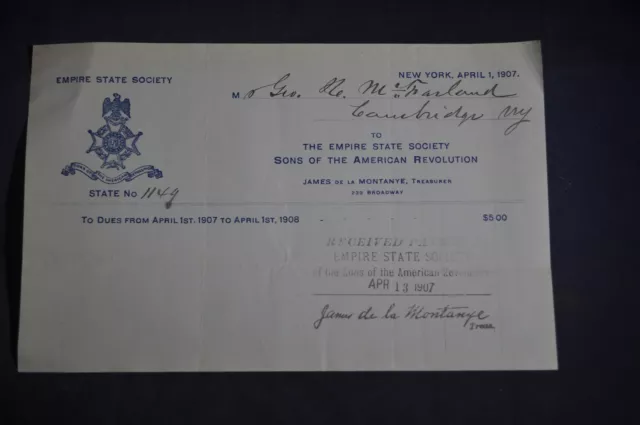 EMPIRE STATE SOCIETY
NEW YORK, APRIL 1, 1907.
M Geo. McFarland
Cambridge NY
TO
THE EMPIRE STATE SOCIETY
SONS OF THE AMERICAN REVOLUTION
JAMES DE LA MONTANYE, TREASURER
STATE No 1149
BROADWAY
TO DUES FROM APRIL 1ST, 1907 TO APRIL 1ST, 1908 - - - - $5.00
RECEIVED
EMPIRE STATE SOCIETY
of the Sons of the American Revolution
APR 13 1907
James de la Montanye
Treas.